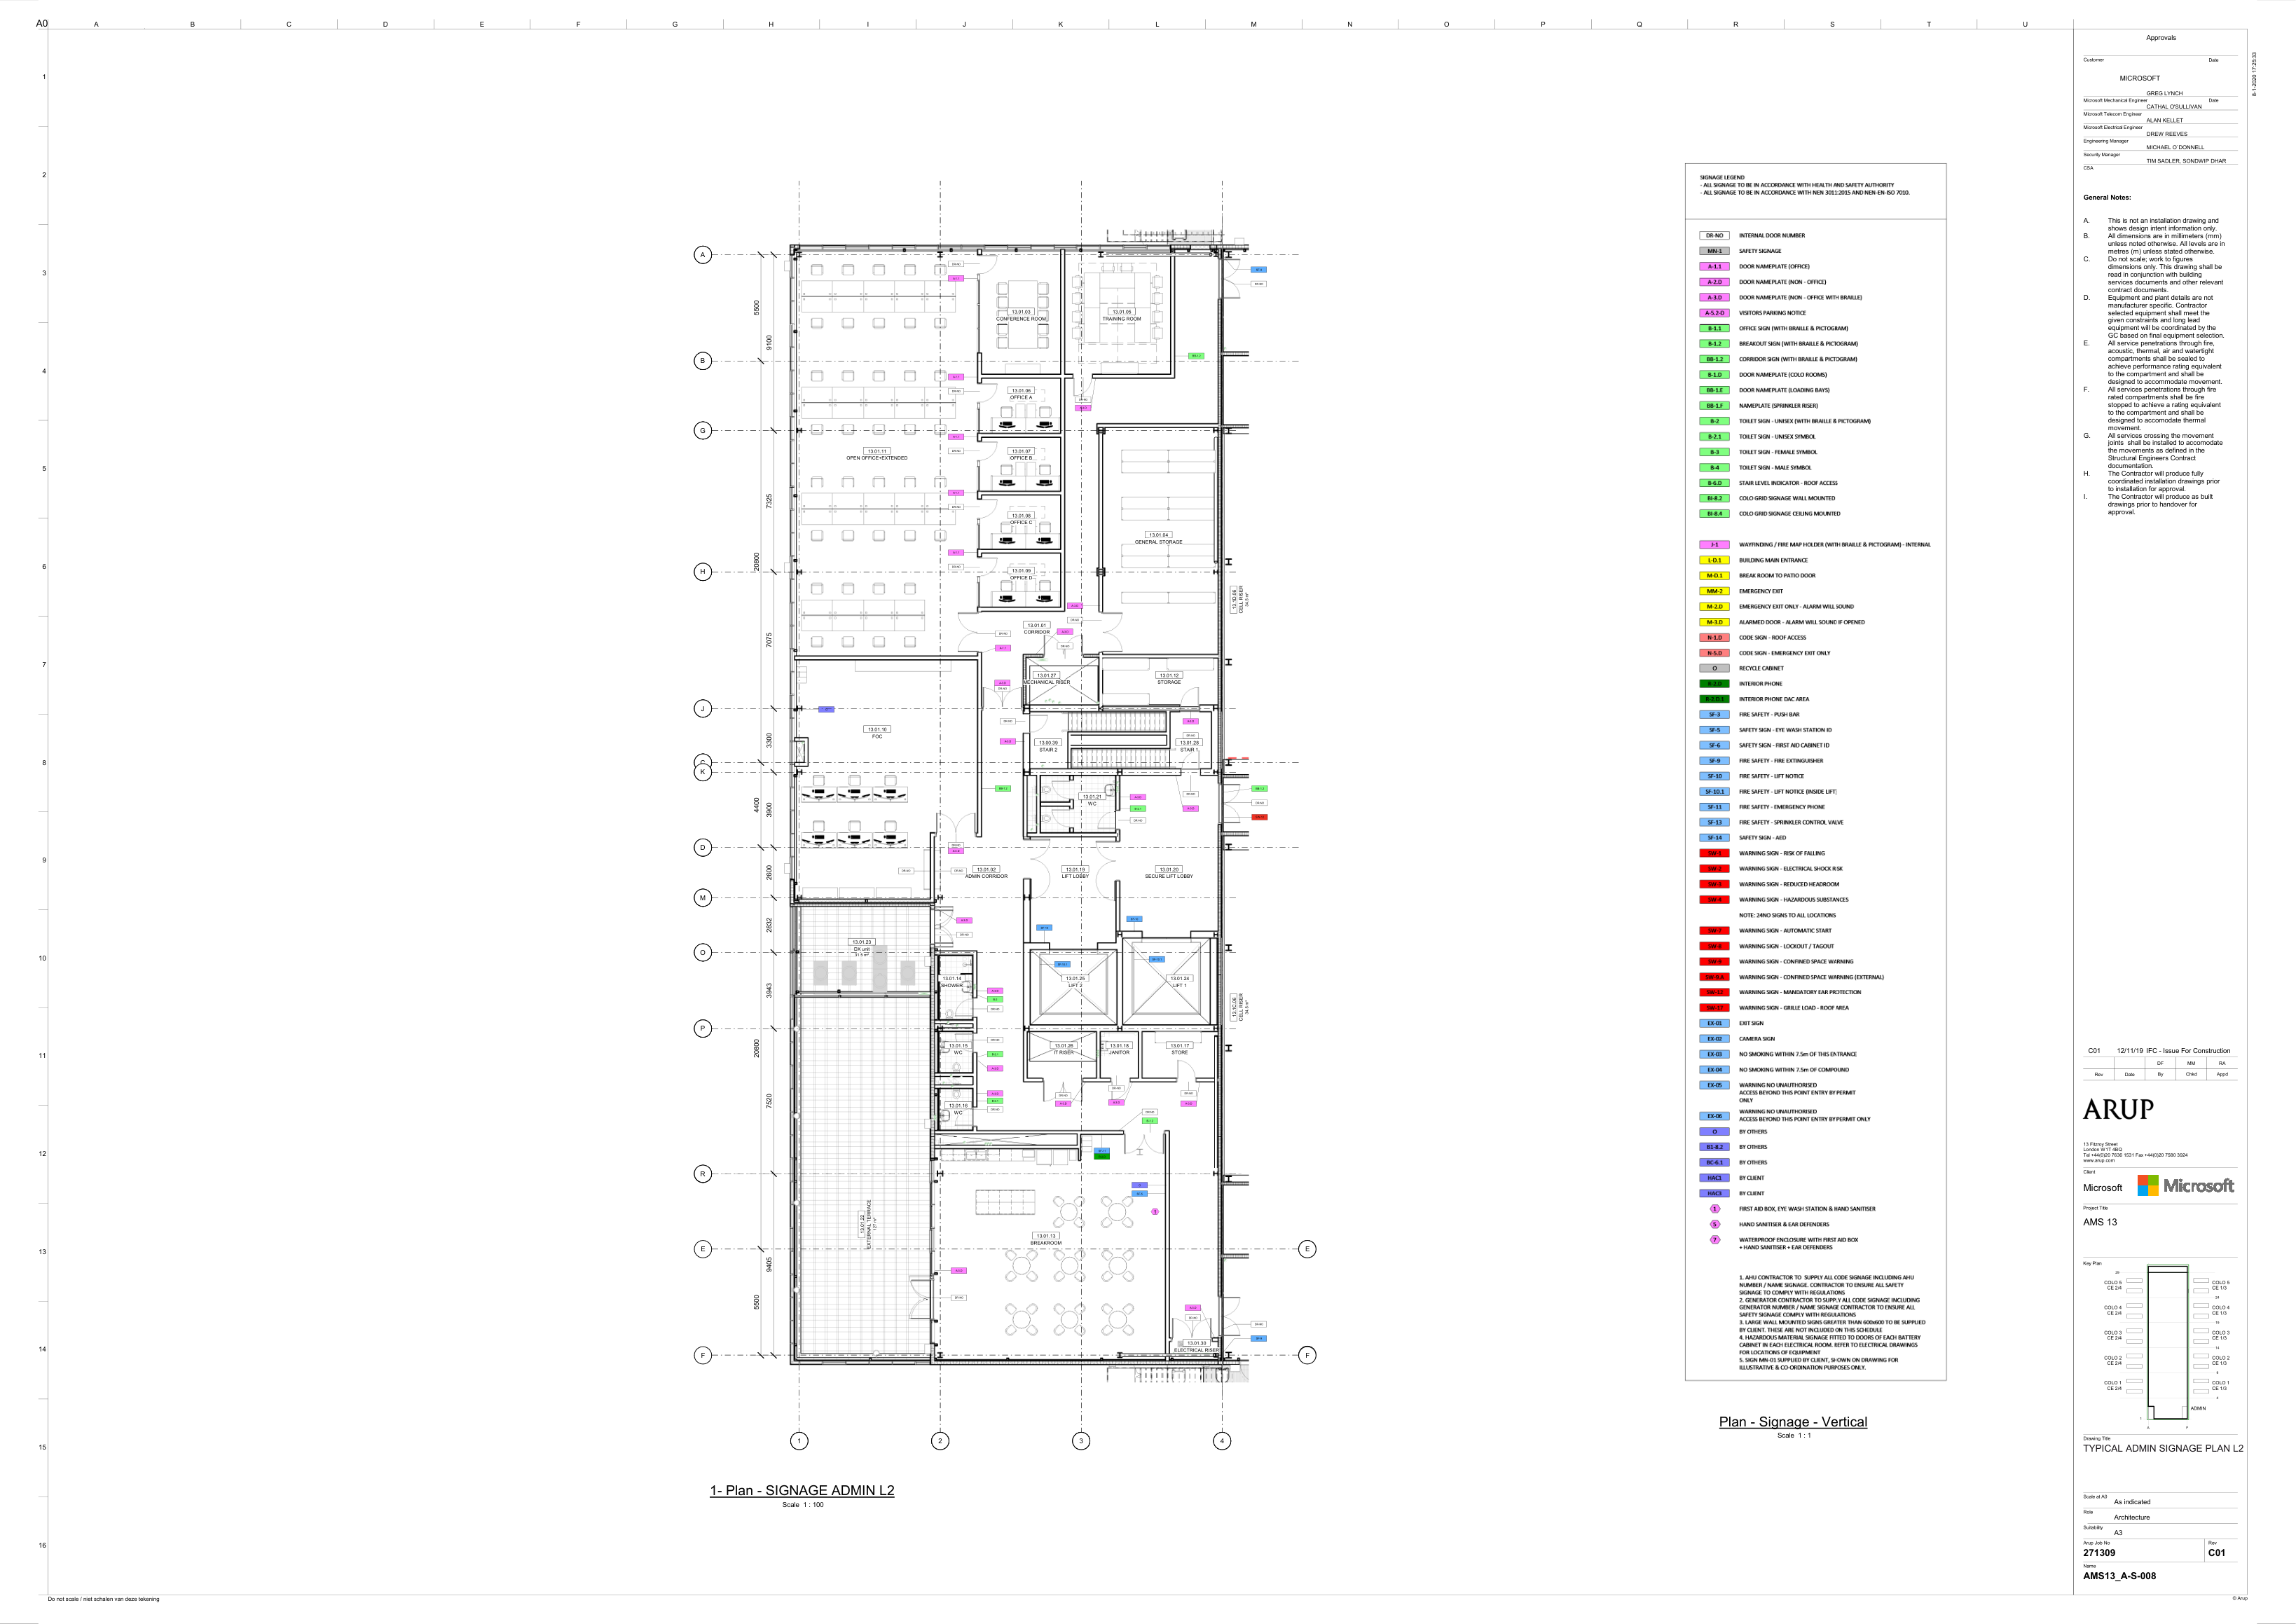 A0
A B C D E F G H I J K L M N O P Q R S T U
1
2
3
4
5
6
7
8
9
10
11
12
13
14
15
16
A
B
G
H
J
C
K
D
M
O
P
R
E
F
E
F
1
2
3
4
5500
9100
7325
20800
7075
3300
4400
3900
2600
2832
3943
20800
7520
9405
5500
13.01.03
CONFERENCE ROOM
13.01.05
TRAINING ROOM
13.01.06
OFFICE A
13.01.11
OPEN OFFICE+EXTENDED
13.01.07
OFFICE B
13.01.08
OFFICE C
13.01.04
GENERAL STORAGE
13.01.09
OFFICE D
13.1D.06
CELL RISER
34.5 m²
13.01.01
CORRIDOR
13.01.27
MECHANICAL RISER
13.01.12
STORAGE
13.01.10
FOC
13.00.39
STAIR 2
13.01.28
STAIR 1
13.01.21
WC
13.01.02
ADMIN CORRIDOR
13.01.19
LIFT LOBBY
13.01.20
SECURE LIFT LOBBY
13.01.23
DX unit
13.01.14
SHOWER
13.01.25
LIFT 2
13.01.24
LIFT 1
13.1C.06
CELL RISER
34.5 m²
13.01.15
WC
13.01.26
IT RISER
13.01.18
JANITOR
13.01.17
STORE
13.01.16
WC
13.01.22
EXTERNAL TERRACE
127 m²
13.01.13
BREAKROOM
13.01.30
ELECTRICAL RISER
1- Plan - SIGNAGE ADMIN L2
Scale 1 : 100
SIGNAGE LEGEND
- ALL SIGNAGE TO BE IN ACCORDANCE WITH HEALTH AND SAFETY AUTHORITY
- ALL SIGNAGE TO BE IN ACCORDANCE WITH NEN 3011:2015 AND NEN-EN-ISO 7010.
DR-NO INTERNAL DOOR NUMBER
MN-1 SAFETY SIGNAGE
A-1.1 DOOR NAMEPLATE (OFFICE)
A-2.D DOOR NAMEPLATE (NON - OFFICE)
A-3.D DOOR NAMEPLATE (NON - OFFICE WITH BRAILLE)
A-5.2-D VISITORS PARKING NOTICE
B-1.1 OFFICE SIGN (WITH BRAILLE & PICTOGRAM)
B-1.2 BREAKOUT SIGN (WITH BRAILLE & PICTOGRAM)
BB-1.2 CORRIDOR SIGN (WITH BRAILLE & PICTOGRAM)
B-1.D DOOR NAMEPLATE (COLO ROOMS)
BB-1.E DOOR NAMEPLATE (LOADING BAYS)
BB-1.F NAMEPLATE (SPRINKLER RISER)
B-2 TOILET SIGN - UNISEX (WITH BRAILLE & PICTOGRAM)
B-2.1 TOILET SIGN - UNISEX SYMBOL
B-3 TOILET SIGN - FEMALE SYMBOL
B-4 TOILET SIGN - MALE SYMBOL
B-6.D STAIR LEVEL INDICATOR - ROOF ACCESS
BI-8.2 COLO GRID SIGNAGE WALL MOUNTED
BI-8.4 COLO GRID SIGNAGE CEILING MOUNTED
J-1 WAYFINDING / FIRE MAP HOLDER (WITH BRAILLE & PICTOGRAM) - INTERNAL
L-D.1 BUILDING MAIN ENTRANCE
M-D.1 BREAK ROOM TO PATIO DOOR
MM-2 EMERGENCY EXIT
M-2.D EMERGENCY EXIT ONLY - ALARM WILL SOUND
M-3.D ALARMED DOOR - ALARM WILL SOUND IF OPENED
N-1.D CODE SIGN - ROOF ACCESS
N-5.D CODE SIGN - EMERGENCY EXIT ONLY
O RECYCLE CABINET
INTERIOR PHONE
INTERIOR PHONE DAC AREA
SF-3 FIRE SAFETY - PUSH BAR
SF-5 SAFETY SIGN - EYE WASH STATION ID
SF-6 SAFETY SIGN - FIRST AID CABINET ID
SF-9 FIRE SAFETY - FIRE EXTINGUISHER
SF-10 FIRE SAFETY - LIFT NOTICE
SF-10.1 FIRE SAFETY - LIFT NOTICE (INSIDE LIFT)
SF-11 FIRE SAFETY - EMERGENCY PHONE
SF-13 FIRE SAFETY - SPRINKLER CONTROL VALVE
SF-14 SAFETY SIGN - AED
SW-1 WARNING SIGN - RISK OF FALLING
SW-2 WARNING SIGN - ELECTRICAL SHOCK RISK
SW-3 WARNING SIGN - REDUCED HEADROOM
SW-4 WARNING SIGN - HAZARDOUS SUBSTANCES
NOTE: 24NO SIGNS TO ALL LOCATIONS
SW-7 WARNING SIGN - AUTOMATIC START
SW-8 WARNING SIGN - LOCKOUT / TAGOUT
SW-9 WARNING SIGN - CONFINED SPACE WARNING
WARNING SIGN - CONFINED SPACE WARNING (EXTERNAL)
WARNING SIGN - MANDATORY EAR PROTECTION
WARNING SIGN - GRILLE LOAD - ROOF AREA
EX-01 EXIT SIGN
EX-02 CAMERA SIGN
EX-03 NO SMOKING WITHIN 7.5m OF THIS ENTRANCE
EX-04 NO SMOKING WITHIN 7.5m OF COMPOUND
EX-05 WARNING NO UNAUTHORISED
ACCESS BEYOND THIS POINT ENTRY BY PERMIT
ONLY
EX-06 WARNING NO UNAUTHORISED
ACCESS BEYOND THIS POINT ENTRY BY PERMIT ONLY
O BY OTHERS
B1-8.2 BY OTHERS
BC-6.1 BY OTHERS
HAC1 BY CLIENT
HAC3 BY CLIENT
1 FIRST AID BOX, EYE WASH STATION & HAND SANITISER
5 HAND SANITISER & EAR DEFENDERS
7 WATERPROOF ENCLOSURE WITH FIRST AID BOX
+ HAND SANITISER + EAR DEFENDERS
1. AHU CONTRACTOR TO SUPPLY ALL CODE SIGNAGE INCLUDING AHU
NUMBER / NAME SIGNAGE. CONTRACTOR TO ENSURE ALL SAFETY
SIGNAGE TO COMPLY WITH REGULATIONS
2. GENERATOR CONTRACTOR TO SUPPLY ALL CODE SIGNAGE INCLUDING
GENERATOR NUMBER / NAME SIGNAGE CONTRACTOR TO ENSURE ALL
SAFETY SIGNAGE COMPLY WITH REGULATIONS
3. LARGE WALL MOUNTED SIGNS GREATER THAN 600x600 TO BE SUPPLIED
BY CLIENT. THESE ARE NOT INCLUDED ON THIS SCHEDULE
4. HAZARDOUS MATERIAL SIGNAGE FITTED TO DOORS OF EACH BATTERY
CABINET IN EACH ELECTRICAL ROOM. REFER TO ELECTRICAL DRAWINGS
FOR LOCATIONS OF EQUIPMENT
5. SIGN MN-01 SUPPLIED BY CLIENT, SHOWN ON DRAWING FOR
ILLUSTRATIVE & CO-ORDINATION PURPOSES ONLY.
Plan - Signage - Vertical
Scale 1 : 1
Approvals
Customer Date
MICROSOFT
GREG LYNCH
Microsoft Mechanical Engineer Date
CATHAL O'SULLIVAN
Microsoft Telecom Engineer
ALAN KELLET
Microsoft Electrical Engineer
DREW REEVES
Engineering Manager
MICHAEL O`DONNELL
Security Manager
TIM SADLER, SONDWIP DHAR
CSA
8-1-2020 17:25:33
General Notes:
A. This is not an installation drawing and
shows design intent information only.
B. All dimensions are in millimeters (mm)
unless noted otherwise. All levels are in
metres (m) unless stated otherwise.
C. Do not scale; work to figures
dimensions only. This drawing shall be
read in conjunction with building
services documents and other relevant
contract documents.
D. Equipment and plant details are not
manufacturer specific. Contractor
selected equipment shall meet the
given constraints and long lead
equipment will be coordinated by the
GC based on final equipment selection.
E. All service penetrations through fire,
acoustic, thermal, air and watertight
compartments shall be sealed to
achieve performance rating equivalent
to the compartment and shall be
designed to accommodate movement.
F. All services penetrations through fire
rated compartments shall be fire
stopped to achieve a rating equivalent
to the compartment and shall be
designed to accomodate thermal
movement.
G. All services crossing the movement
joints shall be installed to accomodate
the movements as defined in the
Structural Engineers Contract
documentation.
H. The Contractor will produce fully
coordinated installation drawings prior
to installation for approval.
I. The Contractor will produce as built
drawings prior to handover for
approval.
C01 12/11/19 IFC - Issue For Construction
DF MM RA
Rev Date By Chkd Appd
ARUP
13 Fitzroy Street
London W1T 4BQ
Tel +44(0)20 7636 1531 Fax +44(0)20 7580 3924
www.arup.com
Client
Microsoft Microsoft
Project Title
AMS 13
Key Plan
COLO 5
CE 2/4
COLO 5
CE 1/3
COLO 4
CE 2/4
COLO 4
CE 1/3
COLO 3
CE 2/4
COLO 3
CE 1/3
COLO 2
CE 2/4
COLO 2
CE 1/3
COLO 1
CE 2/4
COLO 1
CE 1/3
ADMIN
Drawing Title
TYPICAL ADMIN SIGNAGE PLAN L2
Scale at A0
As indicated
Role
Architecture
Suitability
A3
Arup Job No Rev
271309 C01
Name
AMS13_A-S-008
Do not scale / niet schalen van deze tekening
© Arup